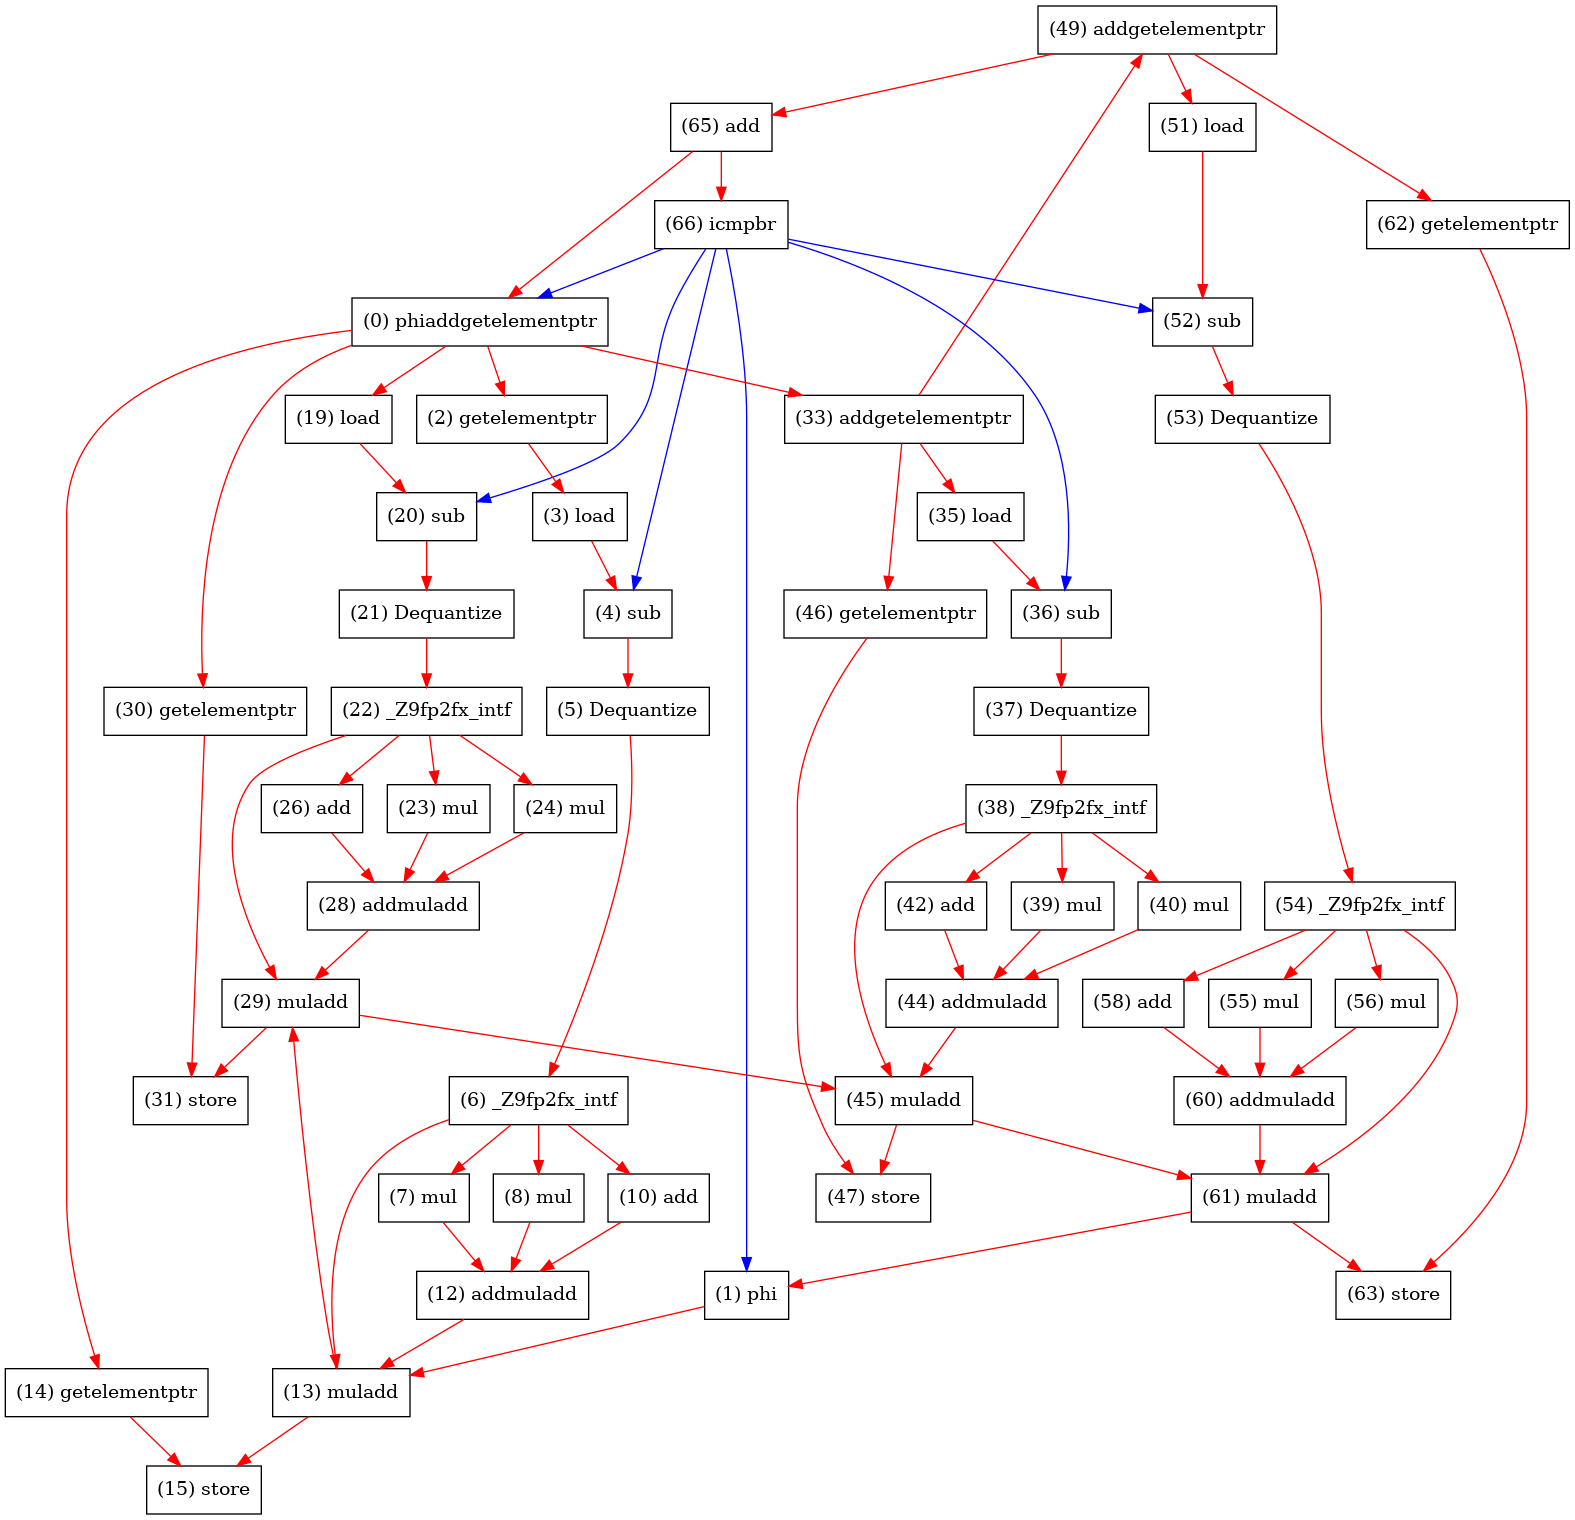 (49) addgetelementptr
(65) add
(51) load
(66) icmpbr
(62) getelementptr
(0) phiaddgetelementptr
(52) sub
(19) load
(2) getelementptr
(33) addgetelementptr
(53) Dequantize
(20) sub
(3) load
(35) load
(21) Dequantize
(4) sub
(46) getelementptr
(36) sub
(30) getelementptr
(22) _Z9fp2fx_intf
(5) Dequantize
(37) Dequantize
(26) add
(23) mul
(24) mul
(38) _Z9fp2fx_intf
(28) addmuladd
(42) add
(39) mul
(40) mul
(54) _Z9fp2fx_intf
(29) muladd
(44) addmuladd
(58) add
(55) mul
(56) mul
(31) store
(6) _Z9fp2fx_intf
(45) muladd
(60) addmuladd
(7) mul
(8) mul
(10) add
(47) store
(61) muladd
(12) addmuladd
(1) phi
(63) store
(14) getelementptr
(13) muladd
(15) store